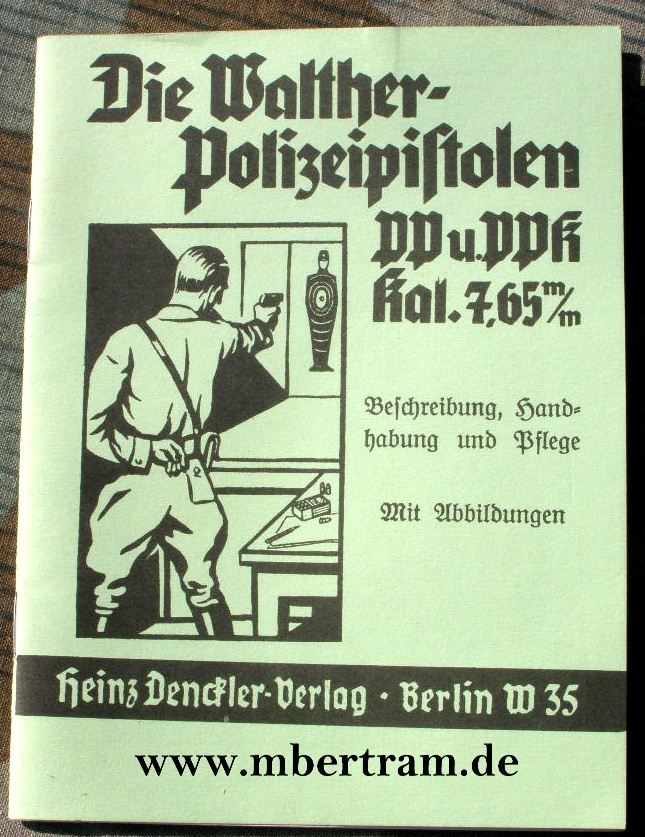 Die Walther-
Polizeipistolen
PP u. PPK
Kal. 7,65 m/m
Beschreibung, Hand-
habung und Pflege
Mit Abbildungen
Heinz Denckler-Verlag · Berlin W 35
www.mbertram.de